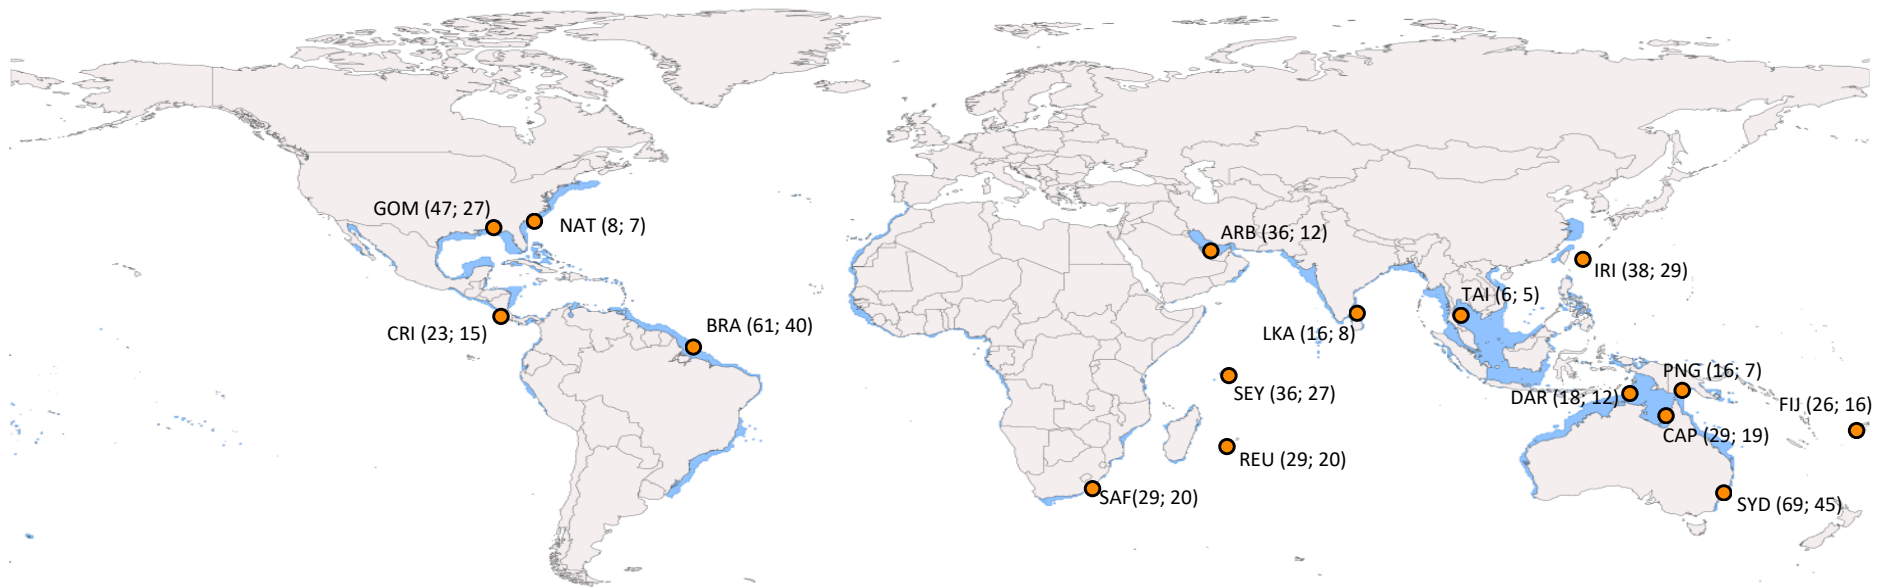 GOM (47; 27)
NAT (8; 7)
ARB (36; 12)
IRI (38; 29)
TAI (6; 5)
CRI (23; 15)
BRA (61; 40)
LKA (16; 8)
PNG (16; 7)
SEY (36; 27)
DAR (18; 12)
FIJ (26; 16)
CAP (29; 19)
REU (29; 20)
SAF(29; 20)
SYD (69; 45)